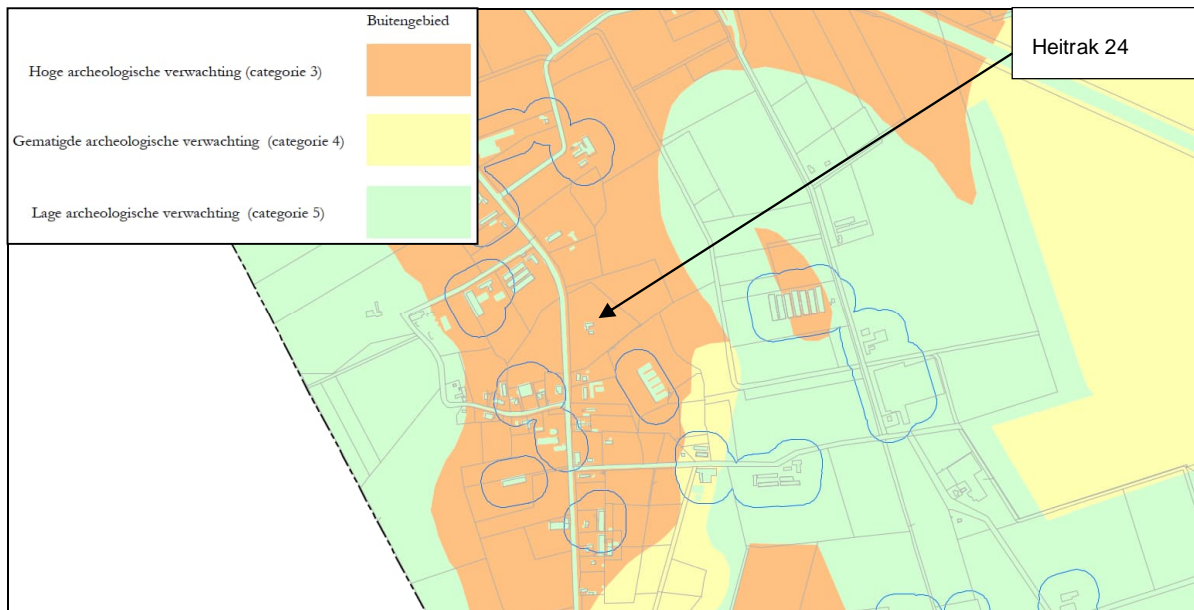 Buitengebied
Hoge archeologische verwachting (categorie 3)
Gematigde archeologische verwachting (categorie 4)
Lage archeologische verwachting (categorie 5)
Heitrak 24